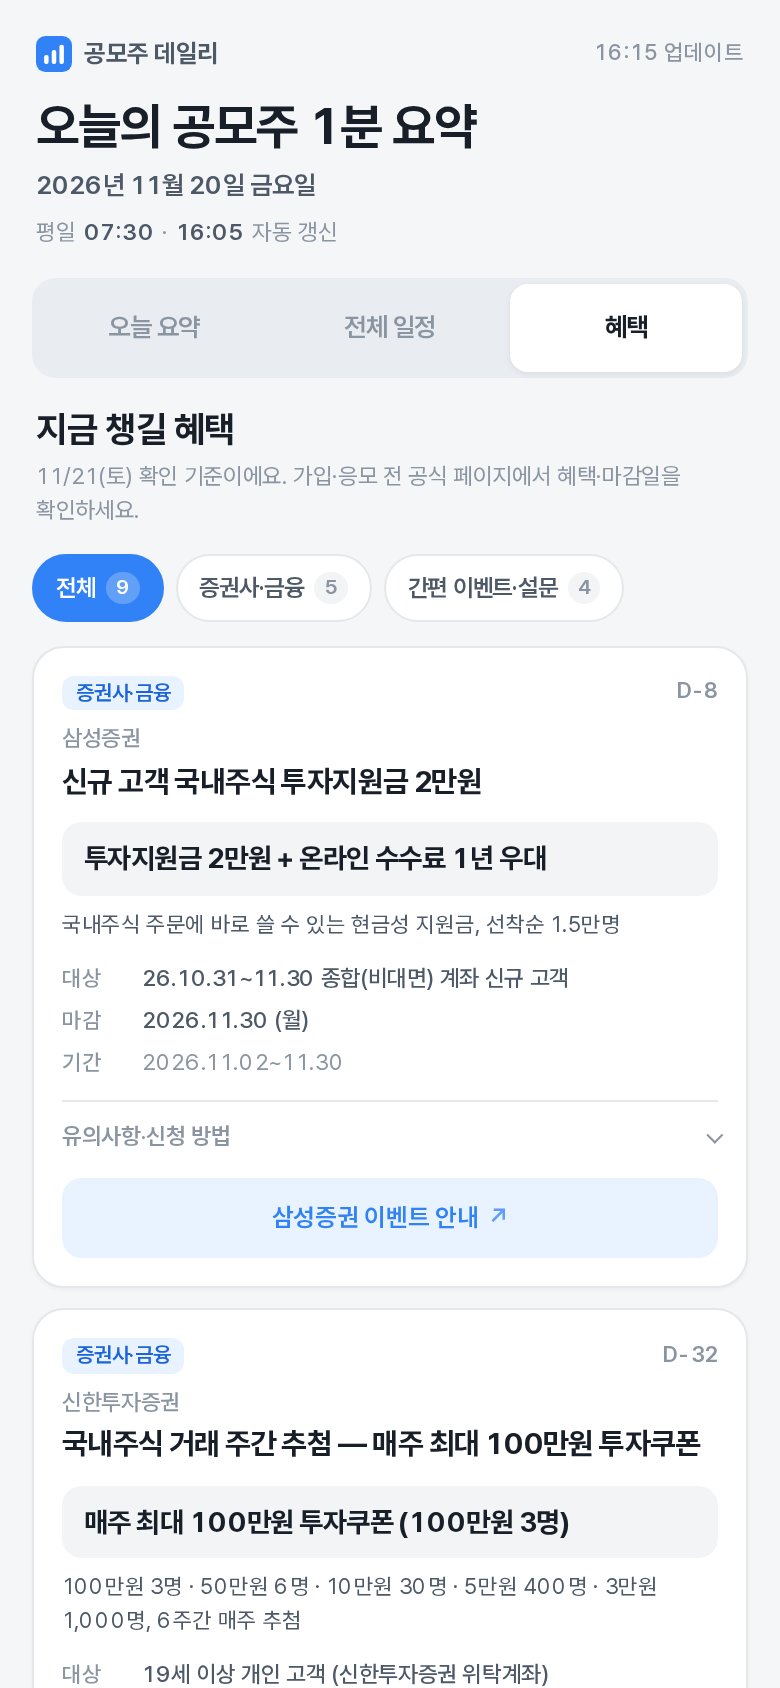 공모주 데일리
16:15 업데이트
오늘의 공모주 1분 요약
2026년 11월 20일 금요일
평일 07:30 · 16:05 자동 갱신
오늘 요약
전체 일정
혜택
지금 챙길 혜택
11/21(토) 확인 기준이에요. 가입·응모 전 공식 페이지에서 혜택·마감일을
확인하세요.
전체 9
증권사·금융 5
간편 이벤트·설문 4
증권사·금융
D-8
삼성증권
신규 고객 국내주식 투자지원금 2만원
투자지원금 2만원 + 온라인 수수료 1년 우대
국내주식 주문에 바로 쓸 수 있는 현금성 지원금, 선착순 1.5만명
대상 26.10.31~11.30 종합(비대면) 계좌 신규 고객
마감 2026.11.30 (월)
기간 2026.11.02~11.30
유의사항·신청 방법
삼성증권 이벤트 안내 ↗
증권사·금융
D-32
신한투자증권
국내주식 거래 주간 추첨 — 매주 최대 100만원 투자쿠폰
매주 최대 100만원 투자쿠폰 (100만원 3명)
100만원 3명 · 50만원 6명 · 10만원 30명 · 5만원 400명 · 3만원
1,000명, 6주간 매주 추첨
대상 19세 이상 개인 고객 (신한투자증권 위탁계좌)